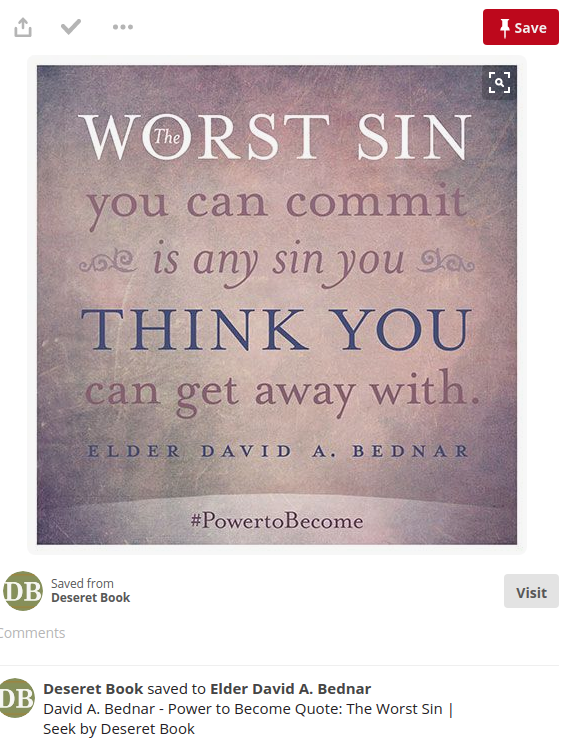 Save
The
WORST SIN
you can commit
is any sin you
THINK YOU
can get away with.
ELDER DAVID A. BEDNAR
#PowertoBecome
DB
Saved from
Deseret Book
Visit
Comments
DB
Deseret Book saved to Elder David A. Bednar
David A. Bednar - Power to Become Quote: The Worst Sin |
Seek by Deseret Book